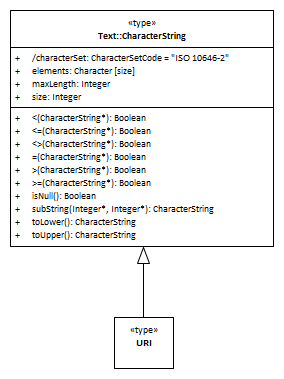 «type»
Text::CharacterString
+ /characterSet: CharacterSetCode = "ISO 10646-2"
+ elements: Character [size]
+ maxLength: Integer
+ size: Integer
+ <(CharacterString*): Boolean
+ <=(CharacterString*): Boolean
+ <>(CharacterString*): Boolean
+ =(CharacterString*): Boolean
+ >(CharacterString*): Boolean
+ >=(CharacterString*): Boolean
+ isNull(): Boolean
+ subString(Integer*, Integer*): CharacterString
+ toLower(): CharacterString
+ toUpper(): CharacterString
«type»
URI